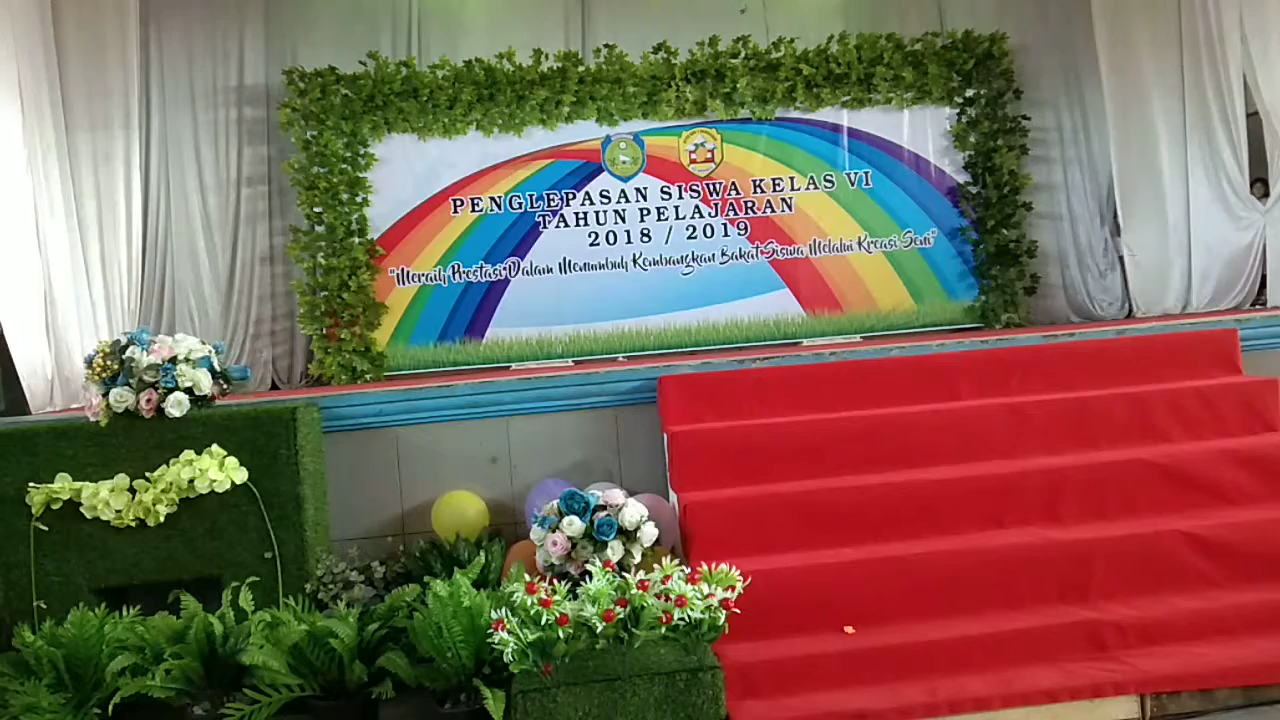 PENGLEPASAN SISWA KELAS VI
TAHUN PELAJARAN
2018 / 2019
"Meraih Prestasi Dalam Menumbuh Kembangkan Bakat Siswa Melalui Kreasi Seni"